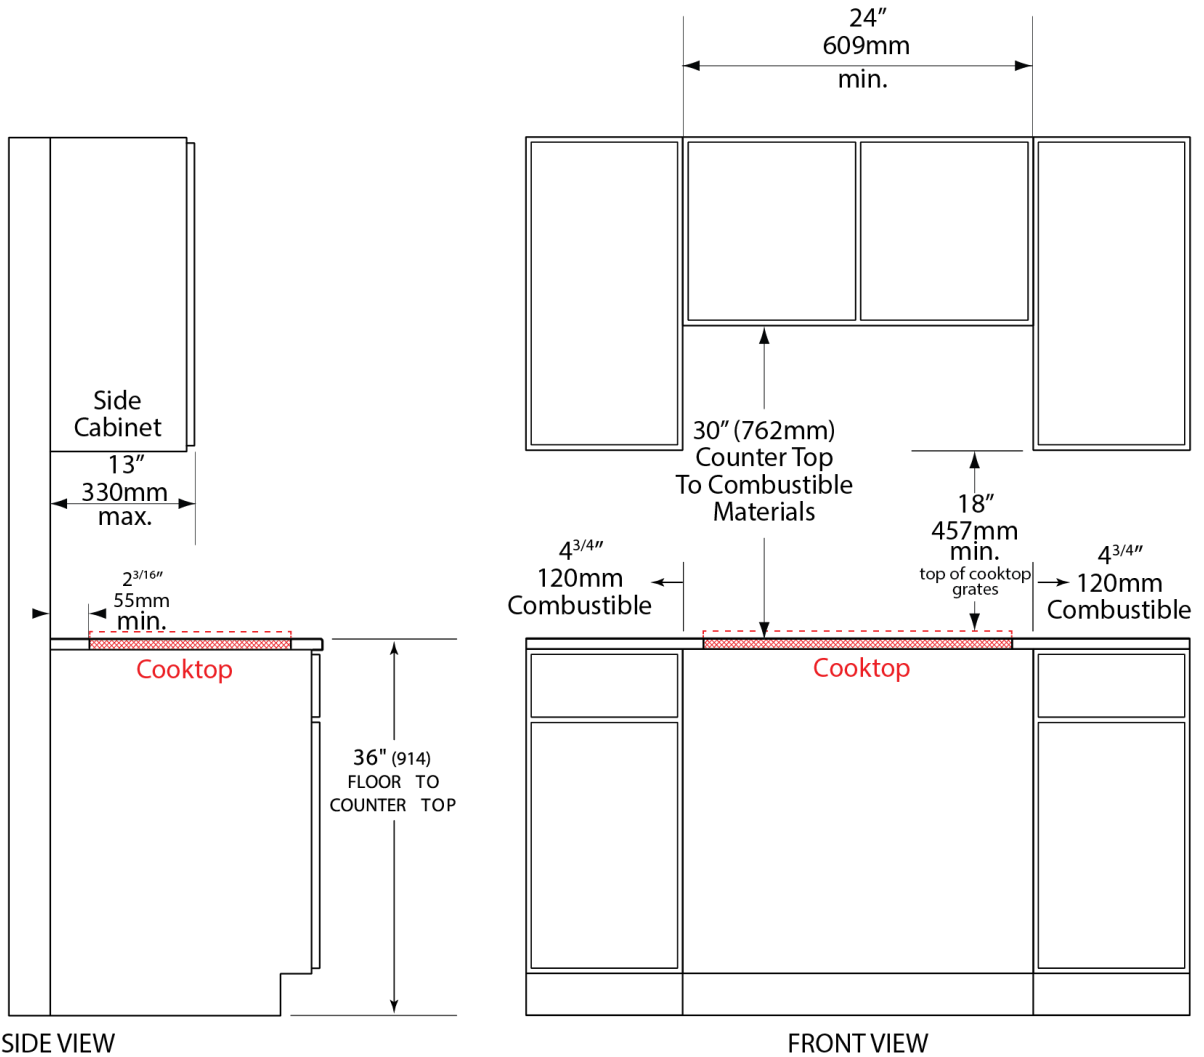 24”
609mm
min.
Side
Cabinet
13”
330mm
max.
2 3/16”
55mm
min.
Cooktop
36" (914)
FLOOR TO
COUNTER TOP
SIDE VIEW
30” (762mm)
Counter Top
To Combustible
Materials
18”
457mm
min.
top of cooktop
grates
4 3/4”
120mm
Combustible
4 3/4”
120mm
Combustible
Cooktop
FRONT VIEW